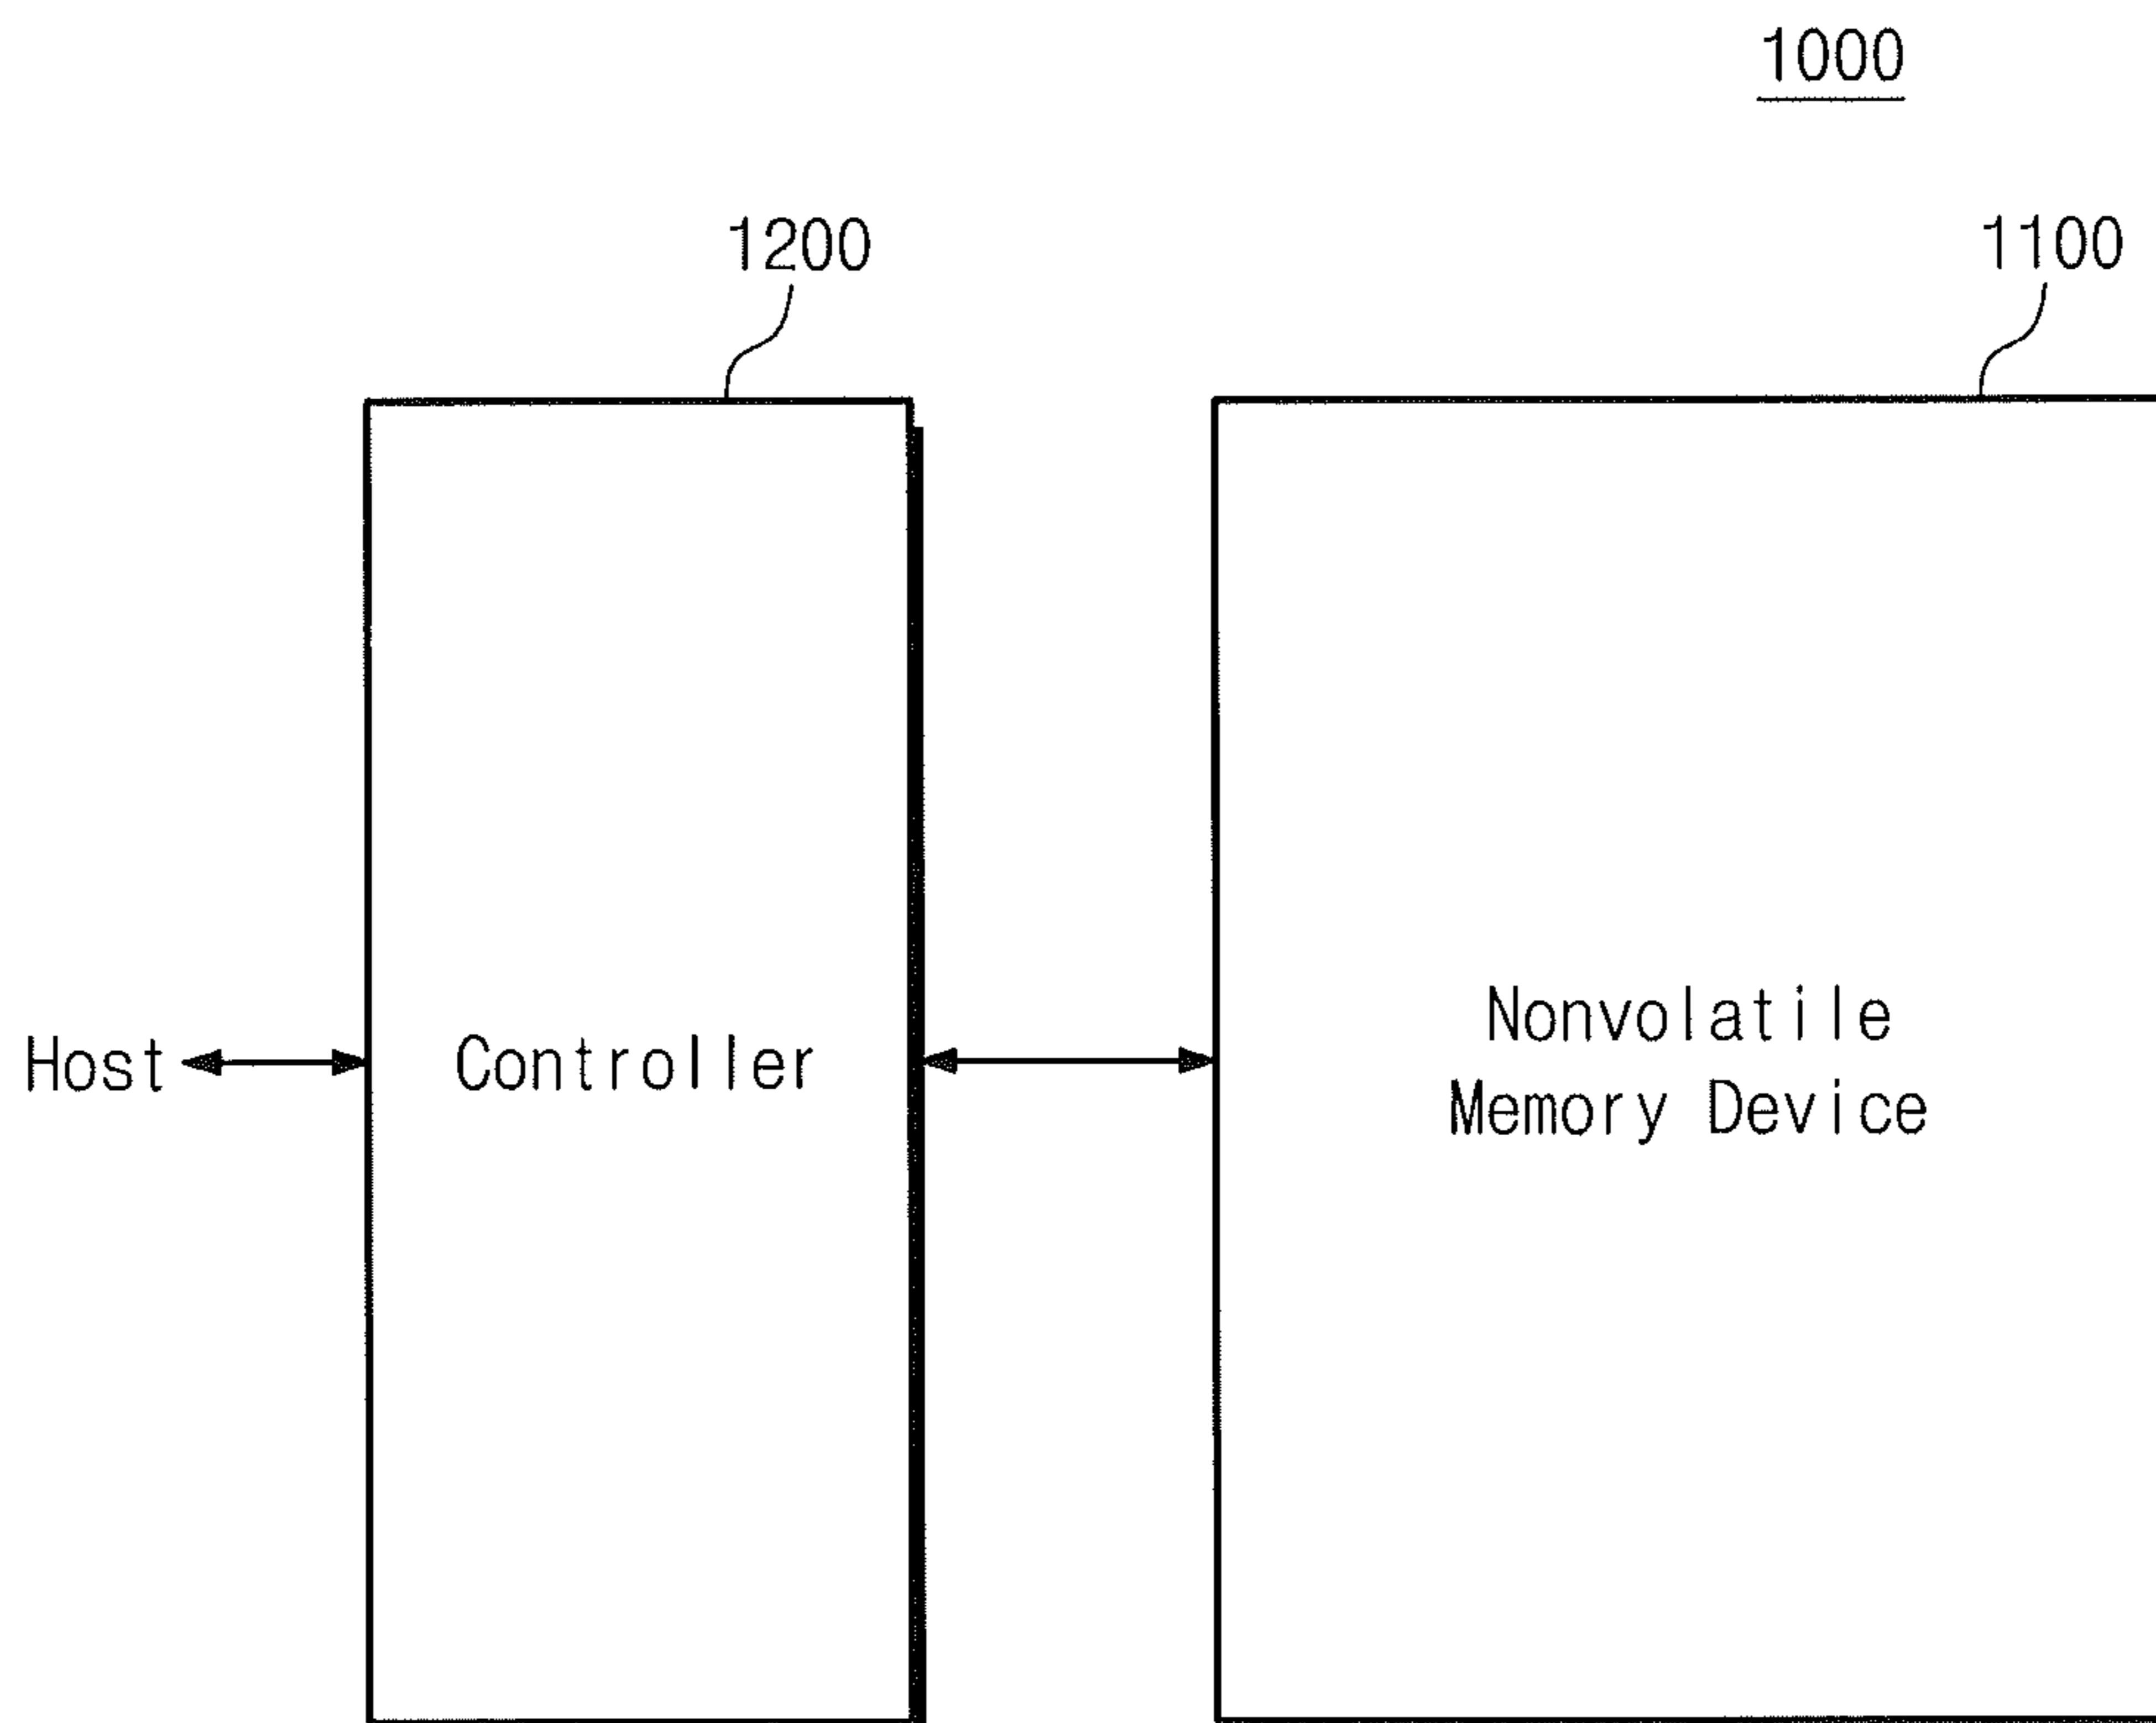 1000
1200
1100
Host
Controller
Nonvolatile
Memory Device